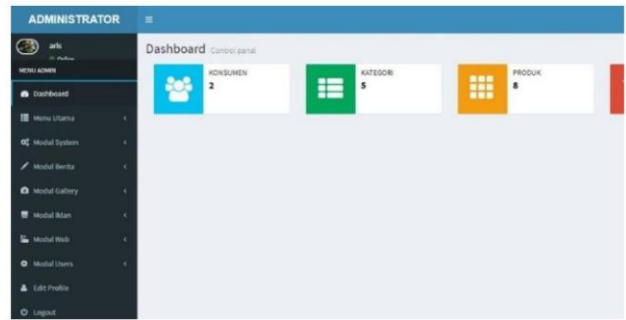 ADMINISTRATOR
aris
Online
MENU ADMIN
Dashboard
Menu Utama
Modul System
Modul Berita
Modul Gallery
Modul Iklan
Modul Web
Modul Users
Edit Profile
Logout
Dashboard Control panel
KONSUMEN
2
KATEGORI
5
PRODUK
8